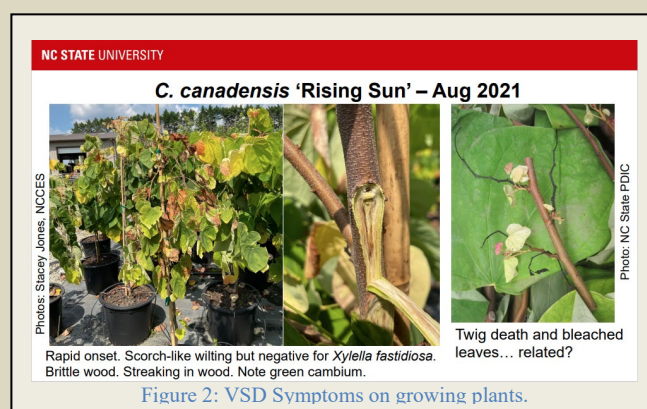 NC STATE UNIVERSITY
C. canadensis ‘Rising Sun’ – Aug 2021
Photos: Stacey Jones, NCCES
Photo: NC State PDIC
Rapid onset. Scorch-like wilting but negative for Xylella fastidiosa.
Brittle wood. Streaking in wood. Note green cambium.
Twig death and bleached
leaves… related?
Figure 2: VSD Symptoms on growing plants.